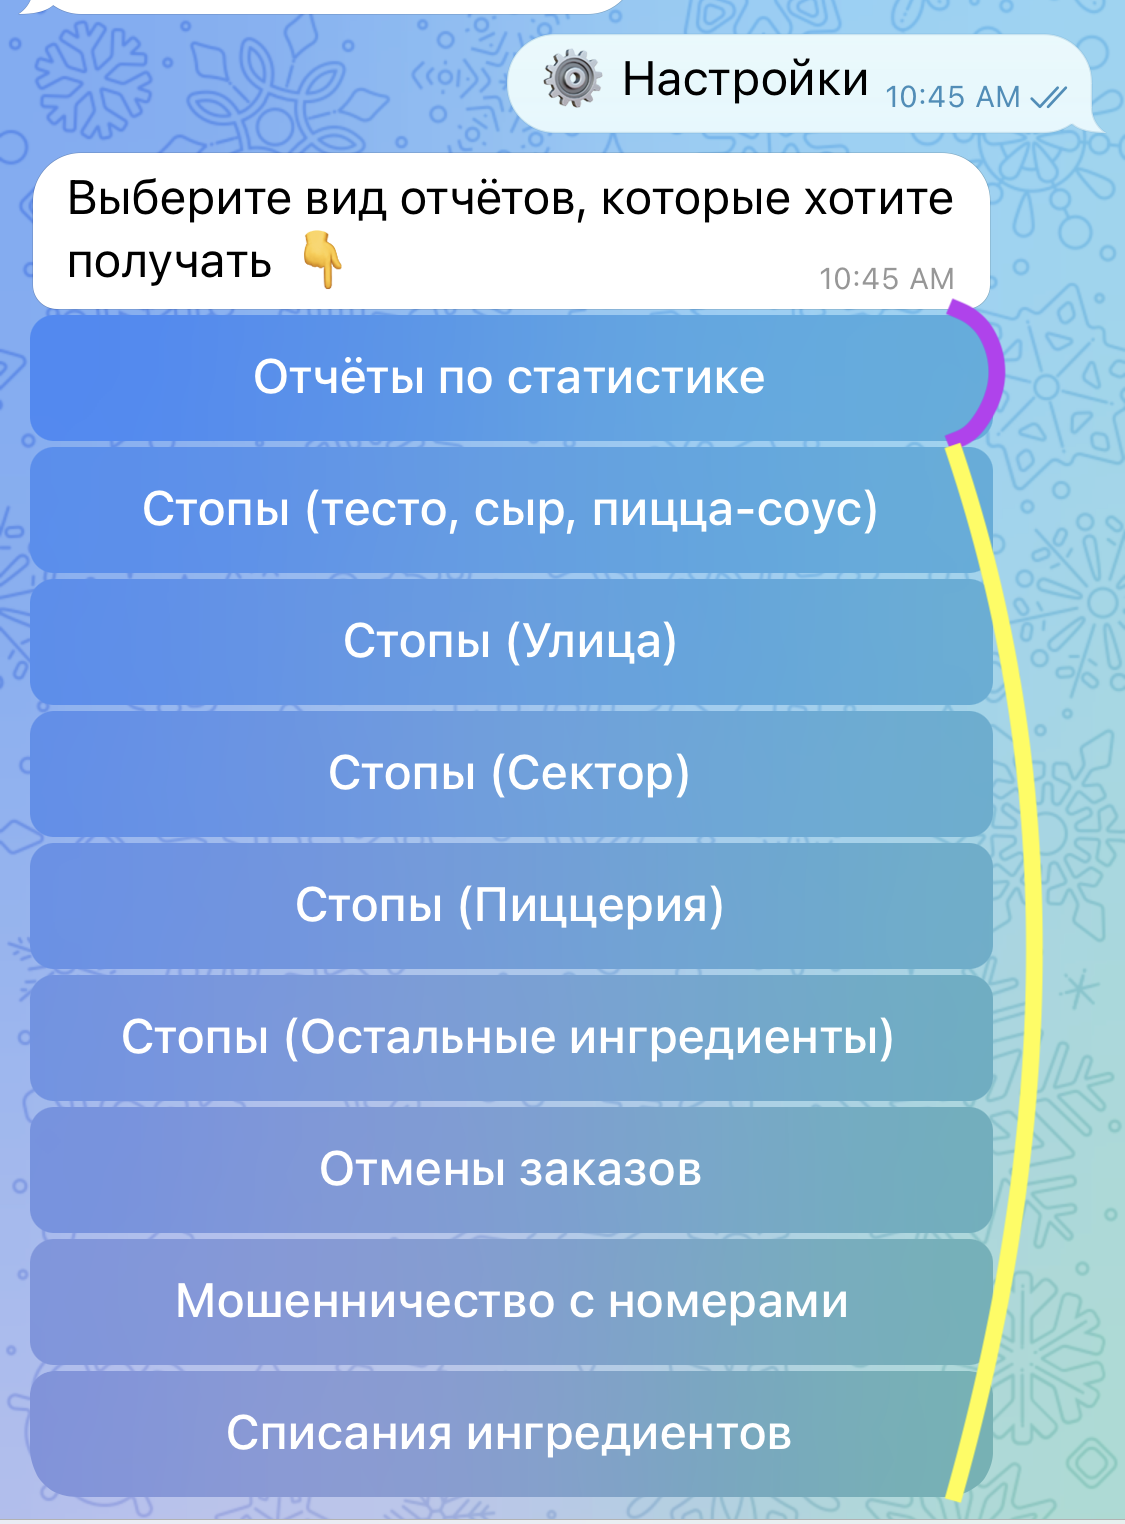 Настройки 10:45 AM
Выберите вид отчётов, которые хотите
получать 10:45 AM
Отчёты по статистике
Стопы (тесто, сыр, пицца-соус)
Стопы (Улица)
Стопы (Сектор)
Стопы (Пиццерия)
Стопы (Остальные ингредиенты)
Отмены заказов
Мошенничество с номерами
Списания ингредиентов